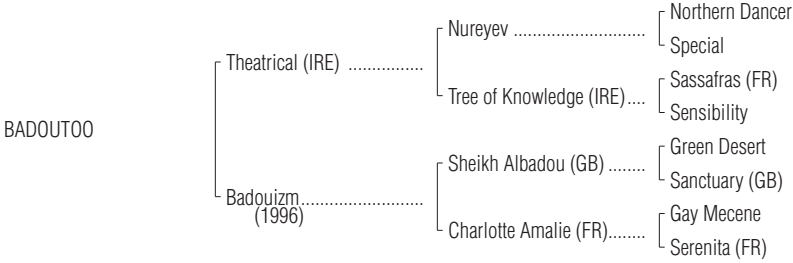 Northern Dancer
Nureyev ............................
Special
Theatrical (IRE) ................
Sassafras (FR)
Tree of Knowledge (IRE)....
Sensibility
BADOUTOO
Green Desert
Sheikh Albadou (GB) ........
Sanctuary (GB)
Badouizm..........................
(1996)
Gay Mecene
Charlotte Amalie (FR)........
Serenita (FR)